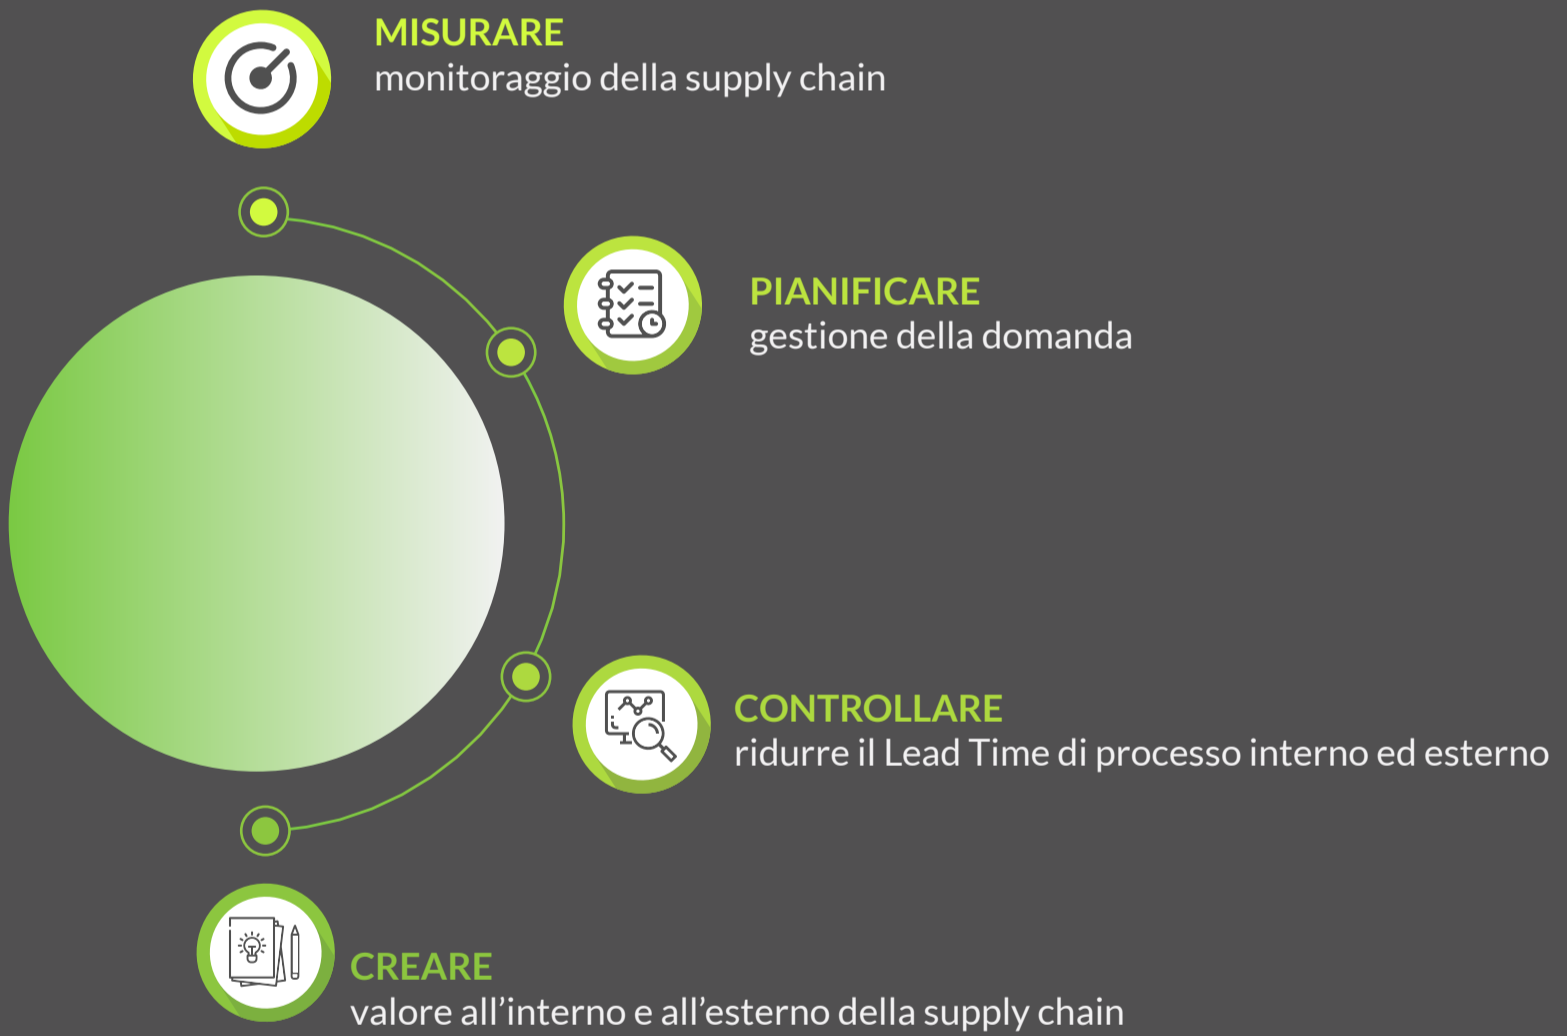 MISURARE
monitoraggio della supply chain
PIANIFICARE
gestione della domanda
CONTROLLARE
ridurre il Lead Time di processo interno ed esterno
CREARE
valore all’interno e all’esterno della supply chain